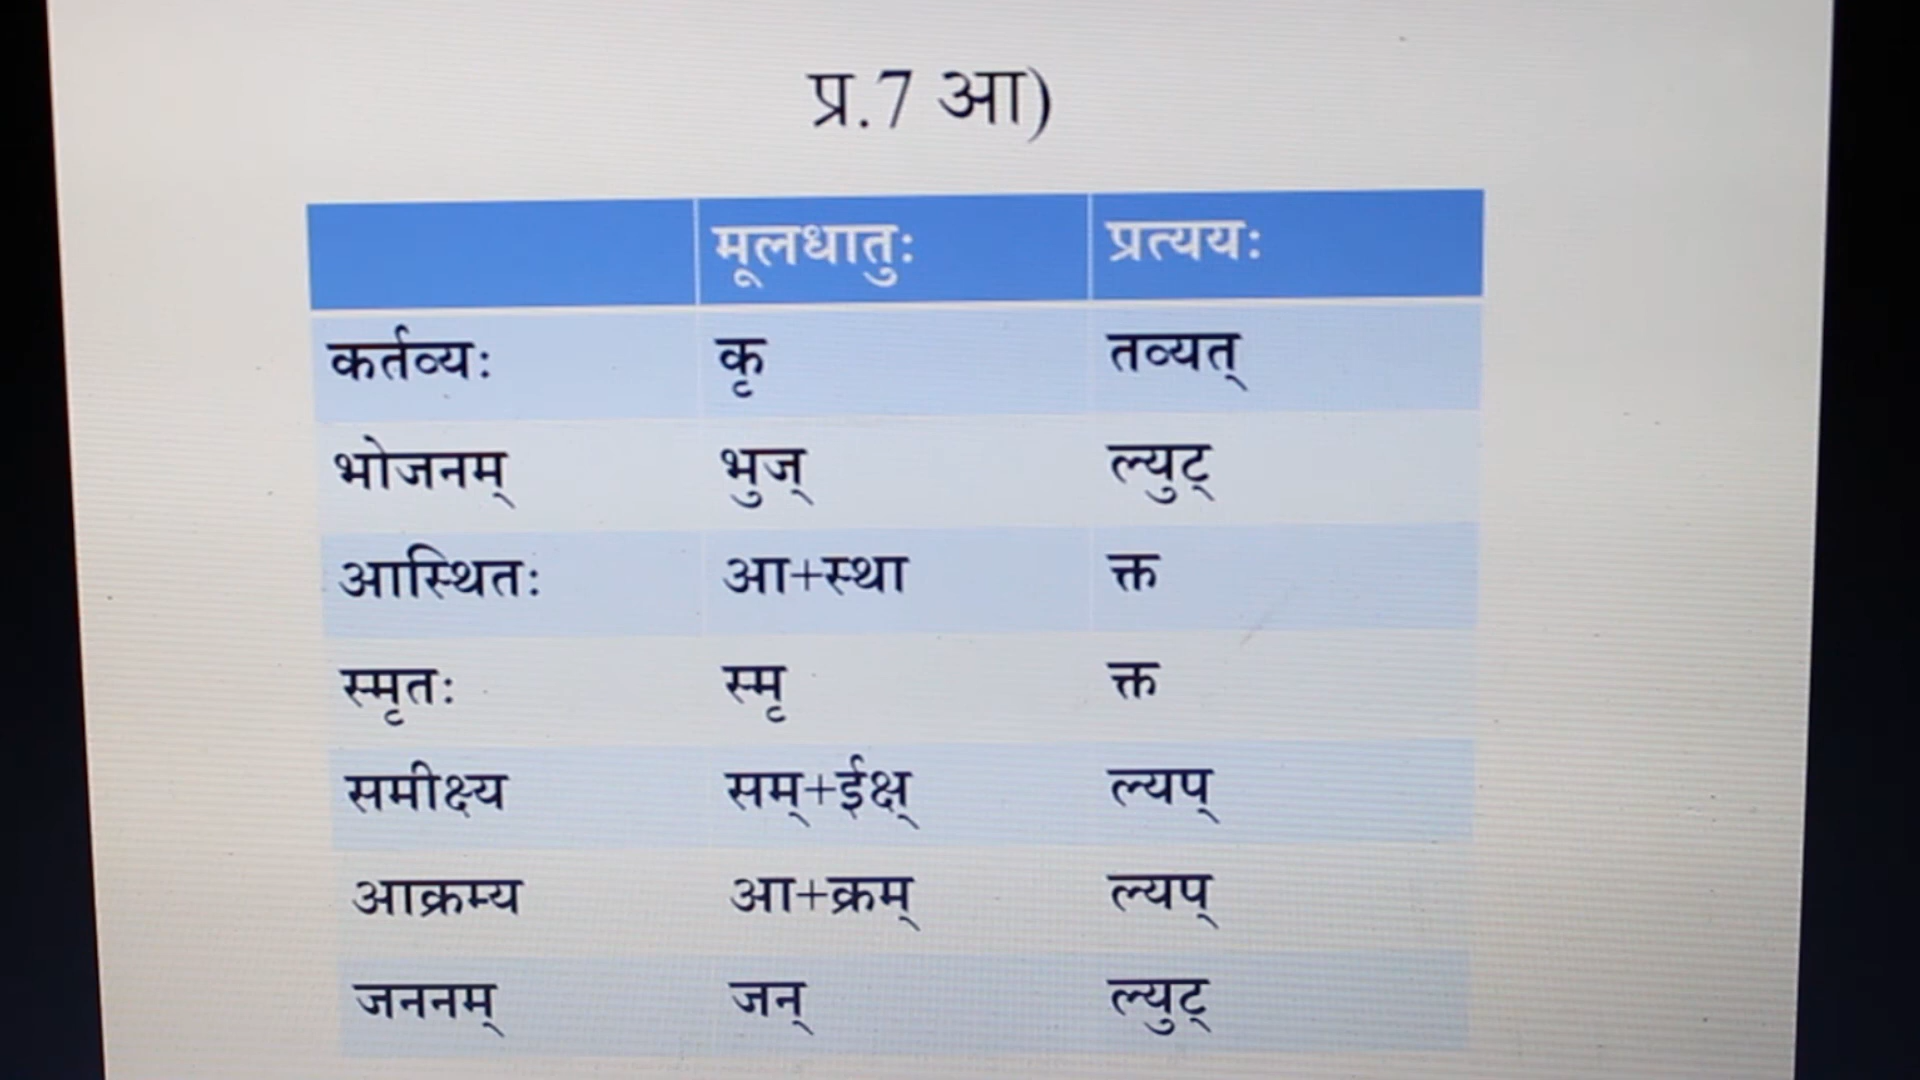 प्र.7 आ)
मूलधातुः प्रत्ययः
कर्तव्यः कृ तव्यत्
भोजनम् भुज् ल्युट्
आस्थितः आ+स्था क्त
स्मृतः स्मृ क्त
समीक्ष्य सम्+ईक्ष् ल्यप्
आक्रम्य आ+क्रम् ल्यप्
जननम् जन् ल्युट्